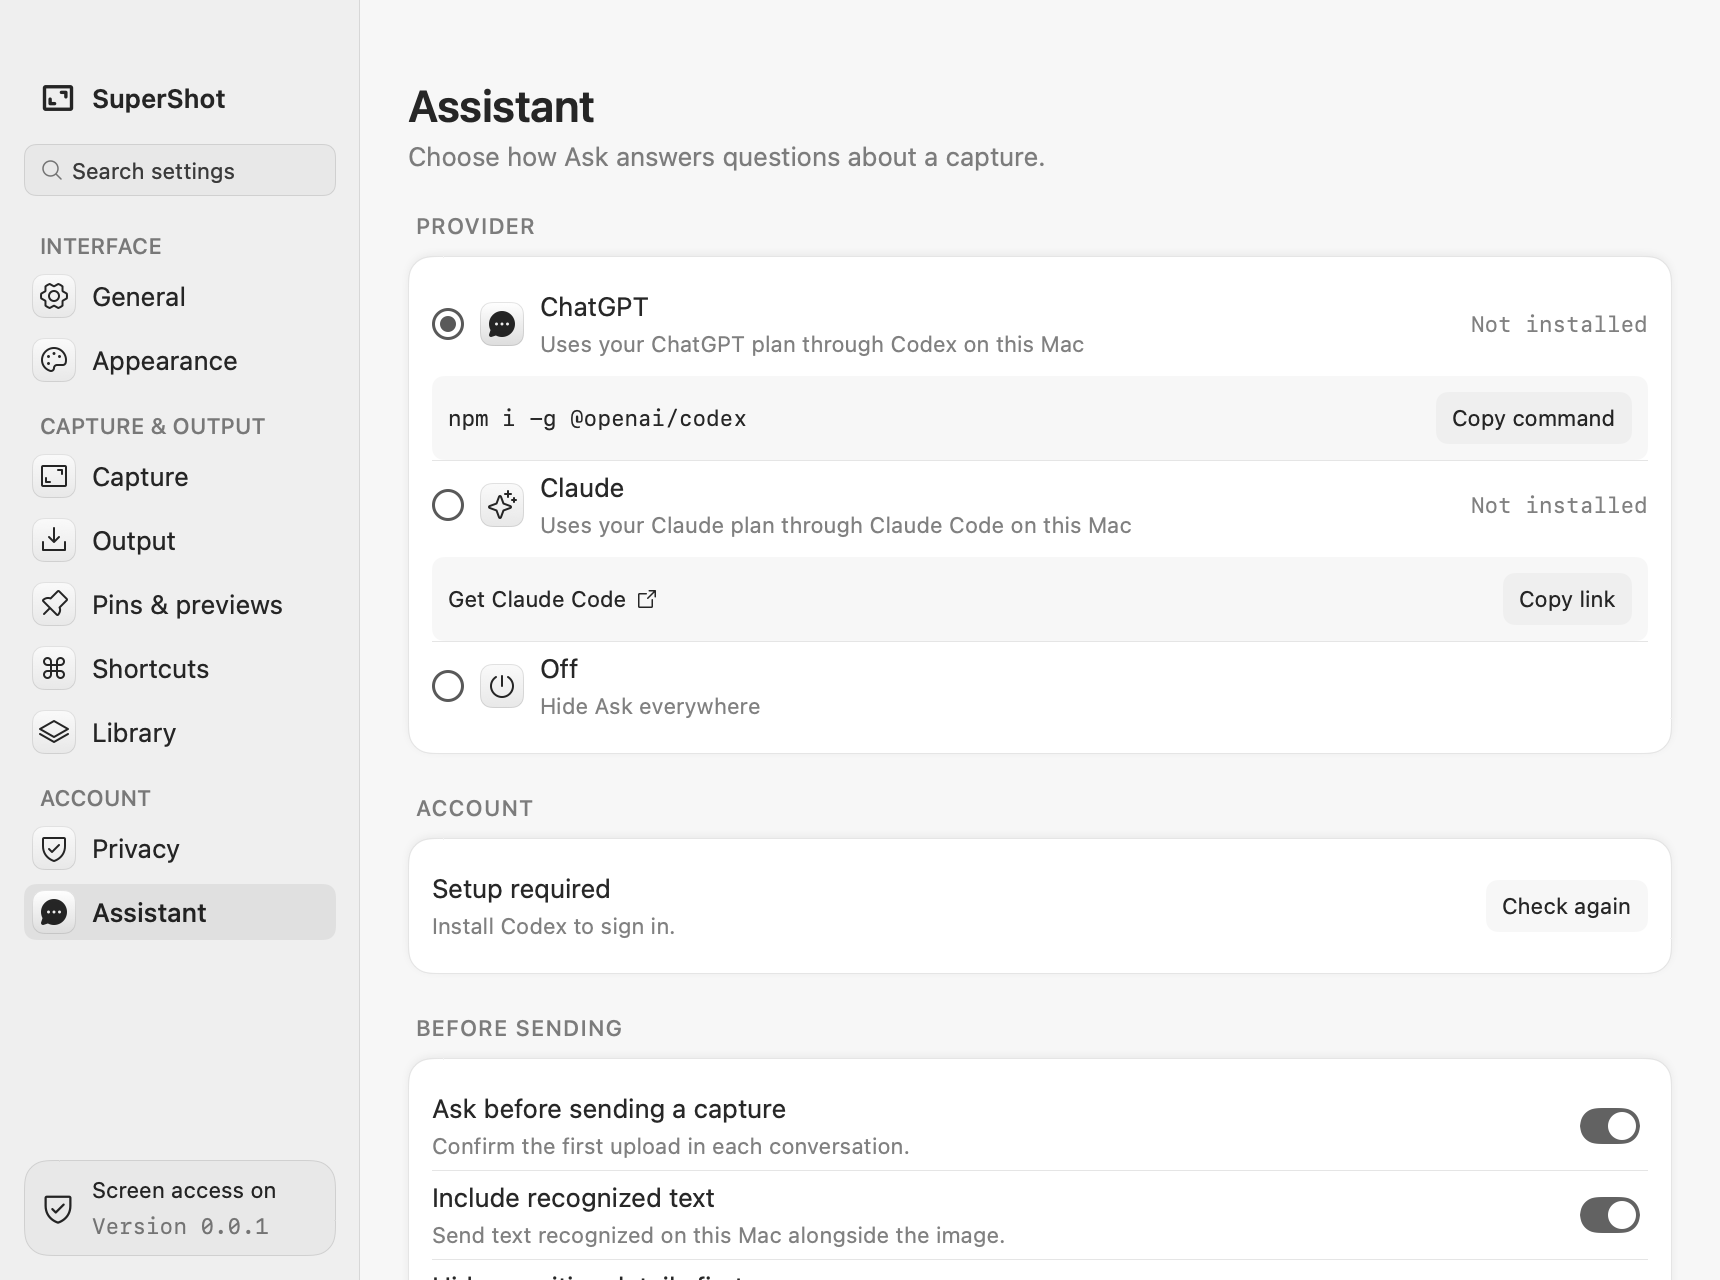 SuperShot
Search settings
INTERFACE
General
Appearance
CAPTURE & OUTPUT
Capture
Output
Pins & previews
Shortcuts
Library
ACCOUNT
Privacy
Assistant
Screen access on
Version 0.0.1
Assistant
Choose how Ask answers questions about a capture.
PROVIDER
ChatGPT
Uses your ChatGPT plan through Codex on this Mac
Not installed
npm i -g @openai/codex
Copy command
Claude
Uses your Claude plan through Claude Code on this Mac
Not installed
Get Claude Code
Copy link
Off
Hide Ask everywhere
ACCOUNT
Setup required
Install Codex to sign in.
Check again
BEFORE SENDING
Ask before sending a capture
Confirm the first upload in each conversation.
Include recognized text
Send text recognized on this Mac alongside the image.